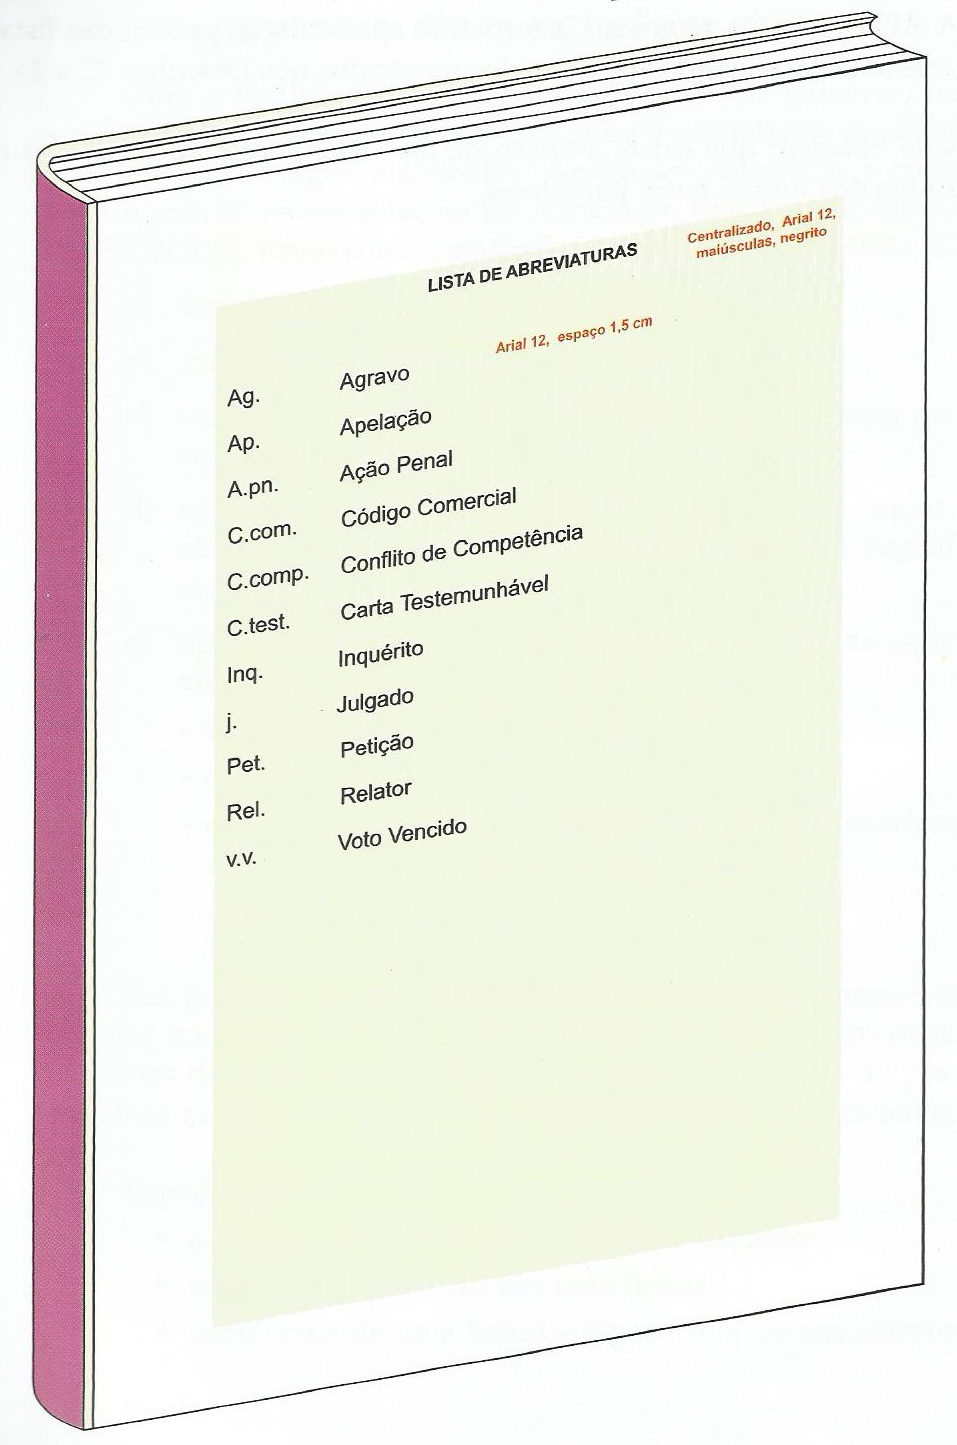 LISTA DE ABREVIATURAS
Centralizado, Arial 12,
maiúsculas, negrito
Arial 12, espaço 1,5 cm
Ag. Agravo
Ap. Apelação
A.pn. Ação Penal
C.com. Código Comercial
C.comp. Conflito de Competência
C.test. Carta Testemunhável
Inq. Inquérito
j. Julgado
Pet. Petição
Rel. Relator
v.v. Voto Vencido